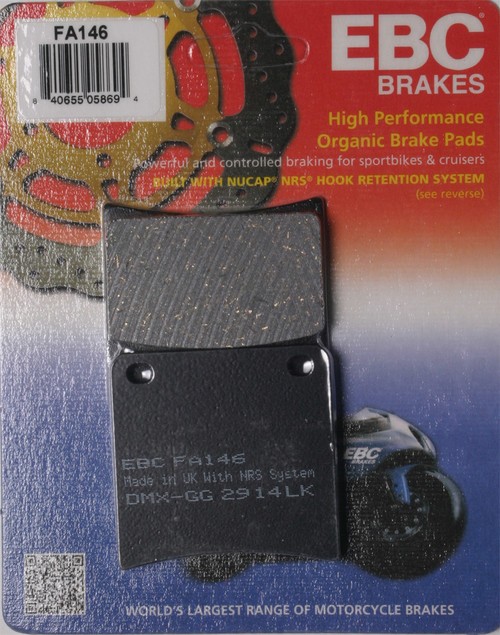 FA146
8 40655 05869 4
EBC®
BRAKES
High Performance
Organic Brake Pads
Powerful and controlled braking for sportbikes & cruisers
BUILT WITH NUCAP® NRS® HOOK RETENTION SYSTEM
(see reverse)
EBC FA146
Made in UK With NRS System
DMX-GG 2914LK
EBC
BRAKES
WORLD'S LARGEST RANGE OF MOTORCYCLE BRAKES